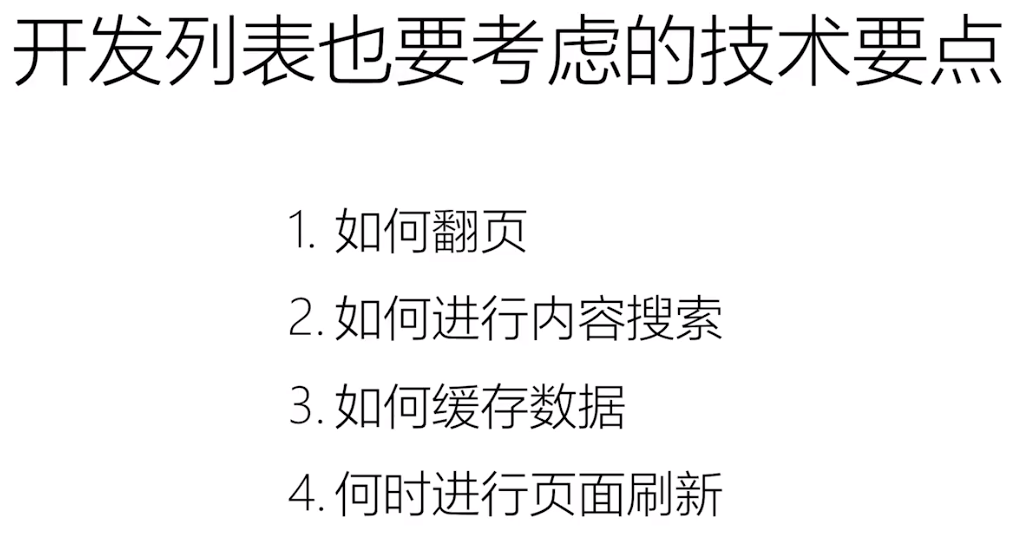 开发列表也要考虑的技术要点
1. 如何翻页
2. 如何进行内容搜索
3. 如何缓存数据
4. 何时进行页面刷新